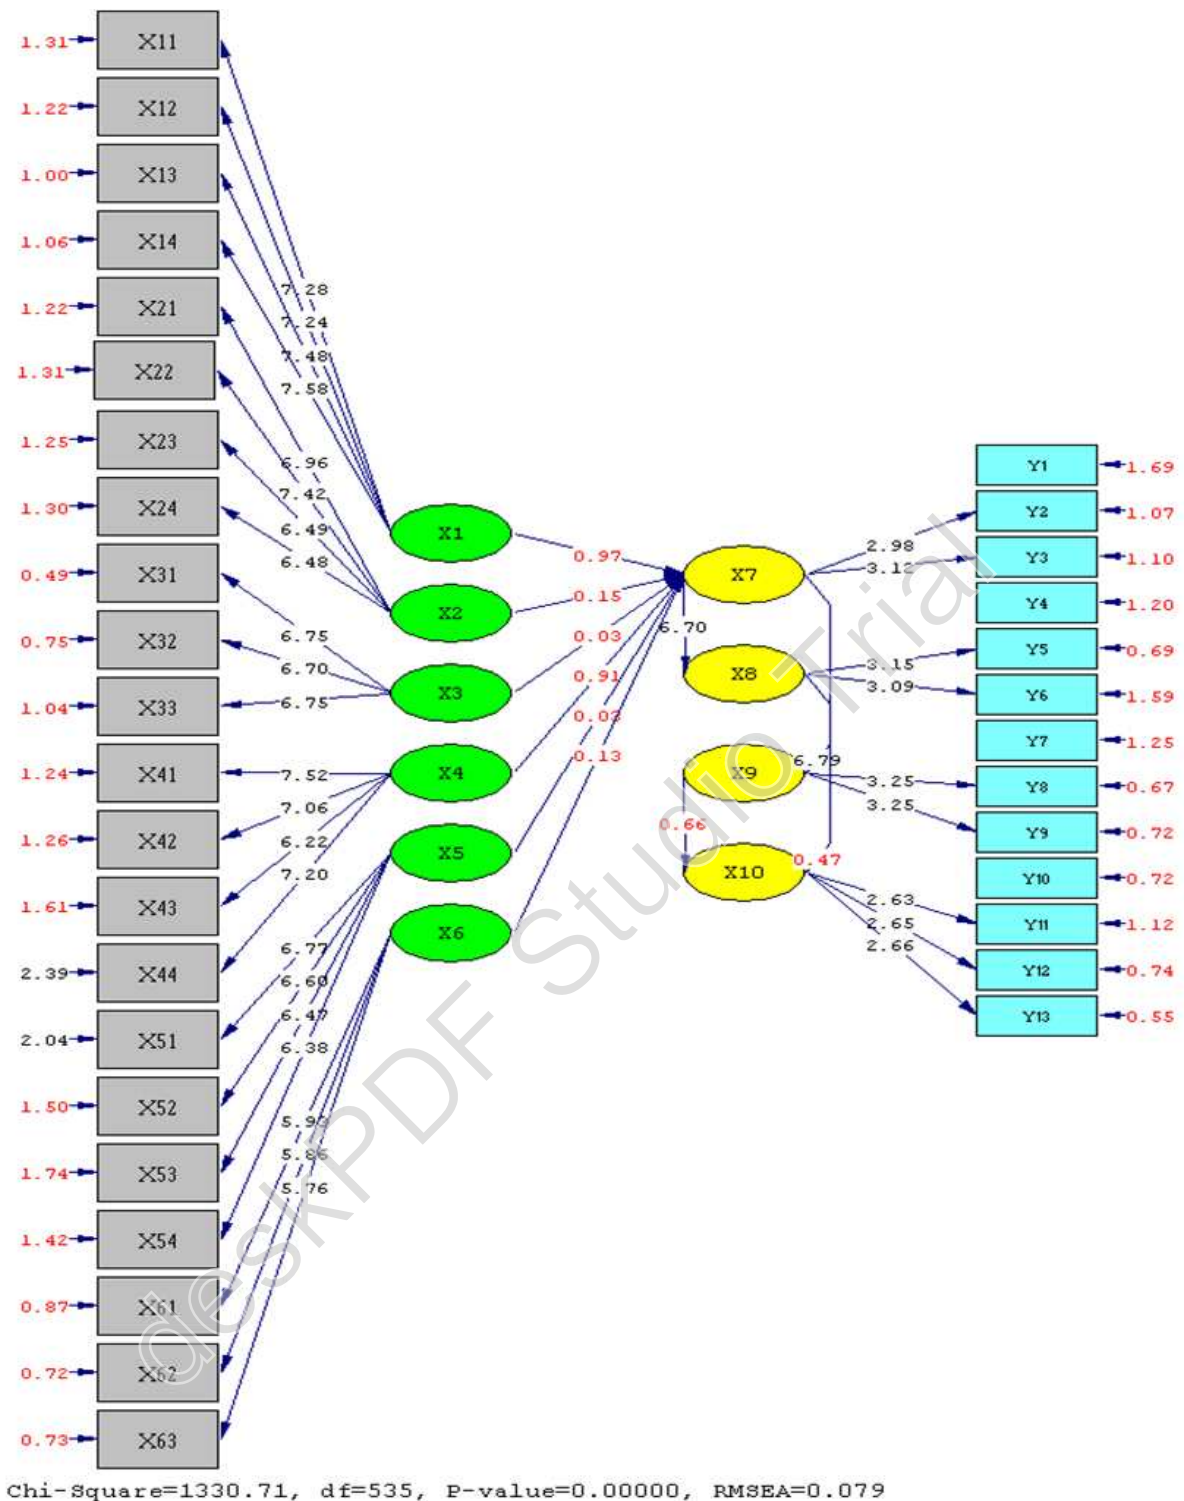 1.31 X11
1.22 X12
1.00 X13
1.06 X14
7.28
1.22 X21
7.24
7.48
1.31 X22
7.58
1.25 X23
6.96
7.42
1.30 X24
6.49
6.48
0.49 X31
6.75
0.75 X32
6.70
6.75
1.04 X33
1.24 X41
7.52
7.06
1.26 X42
6.22
7.20
1.61 X43
6.77
2.39 X44
6.60
6.47
2.04 X51
6.38
1.50 X52
5.93
5.86
1.74 X53
5.76
1.42 X54
0.87 X61
0.72 X62
0.73 X63
X1
X2
X3
X4
X5
X6
0.97
0.15
0.03
0.91
0.03
0.13
X7
6.70
X8
X9
6.79
0.66
X10
0.47
2.98
3.12
3.15
3.09
3.25
3.25
2.63
2.65
2.66
Y1 1.69
Y2 1.07
Y3 1.10
Y4 1.20
Y5 0.69
Y6 1.59
Y7 1.25
Y8 0.67
Y9 0.72
Y10 0.72
Y11 1.12
Y12 0.74
Y13 0.55
deskPDF Studio Trial
Chi-Square=1330.71, df=535, P-value=0.00000, RMSEA=0.079